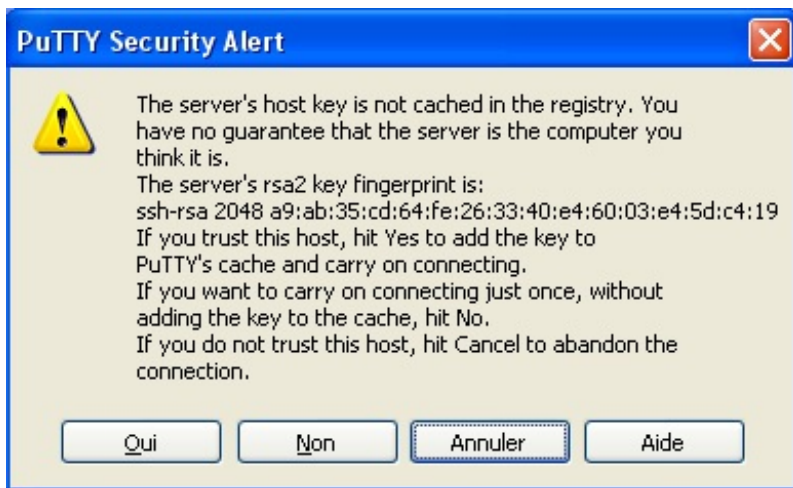 PuTTY Security Alert
The server's host key is not cached in the registry. You
have no guarantee that the server is the computer you
think it is.
The server's rsa2 key fingerprint is:
ssh-rsa 2048 a9:ab:35:cd:64:fe:26:33:40:e4:60:03:e4:5d:c4:19
If you trust this host, hit Yes to add the key to
PuTTY's cache and carry on connecting.
If you want to carry on connecting just once, without
adding the key to the cache, hit No.
If you do not trust this host, hit Cancel to abandon the
connection.
Oui Non Annuler Aide